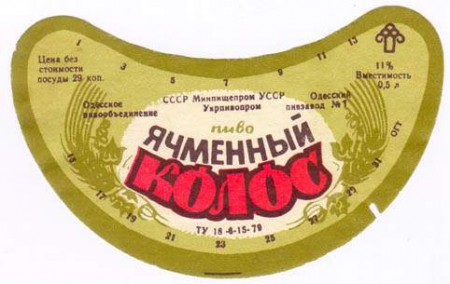 1 3 5 7 9 11 13
Цена без
стоимости
посуды 29 коп.
11%
Вместимость
0,5 л
СССР Минпищепром УССР
Укрпивопром
Одесское
пивообъединение
Одесский
пивзавод №1
пиво
ЯЧМЕННЫЙ
КОЛОС
ТУ 18-6-15-79
15 17 19 21 23 25 27 29 31 ОГЛ